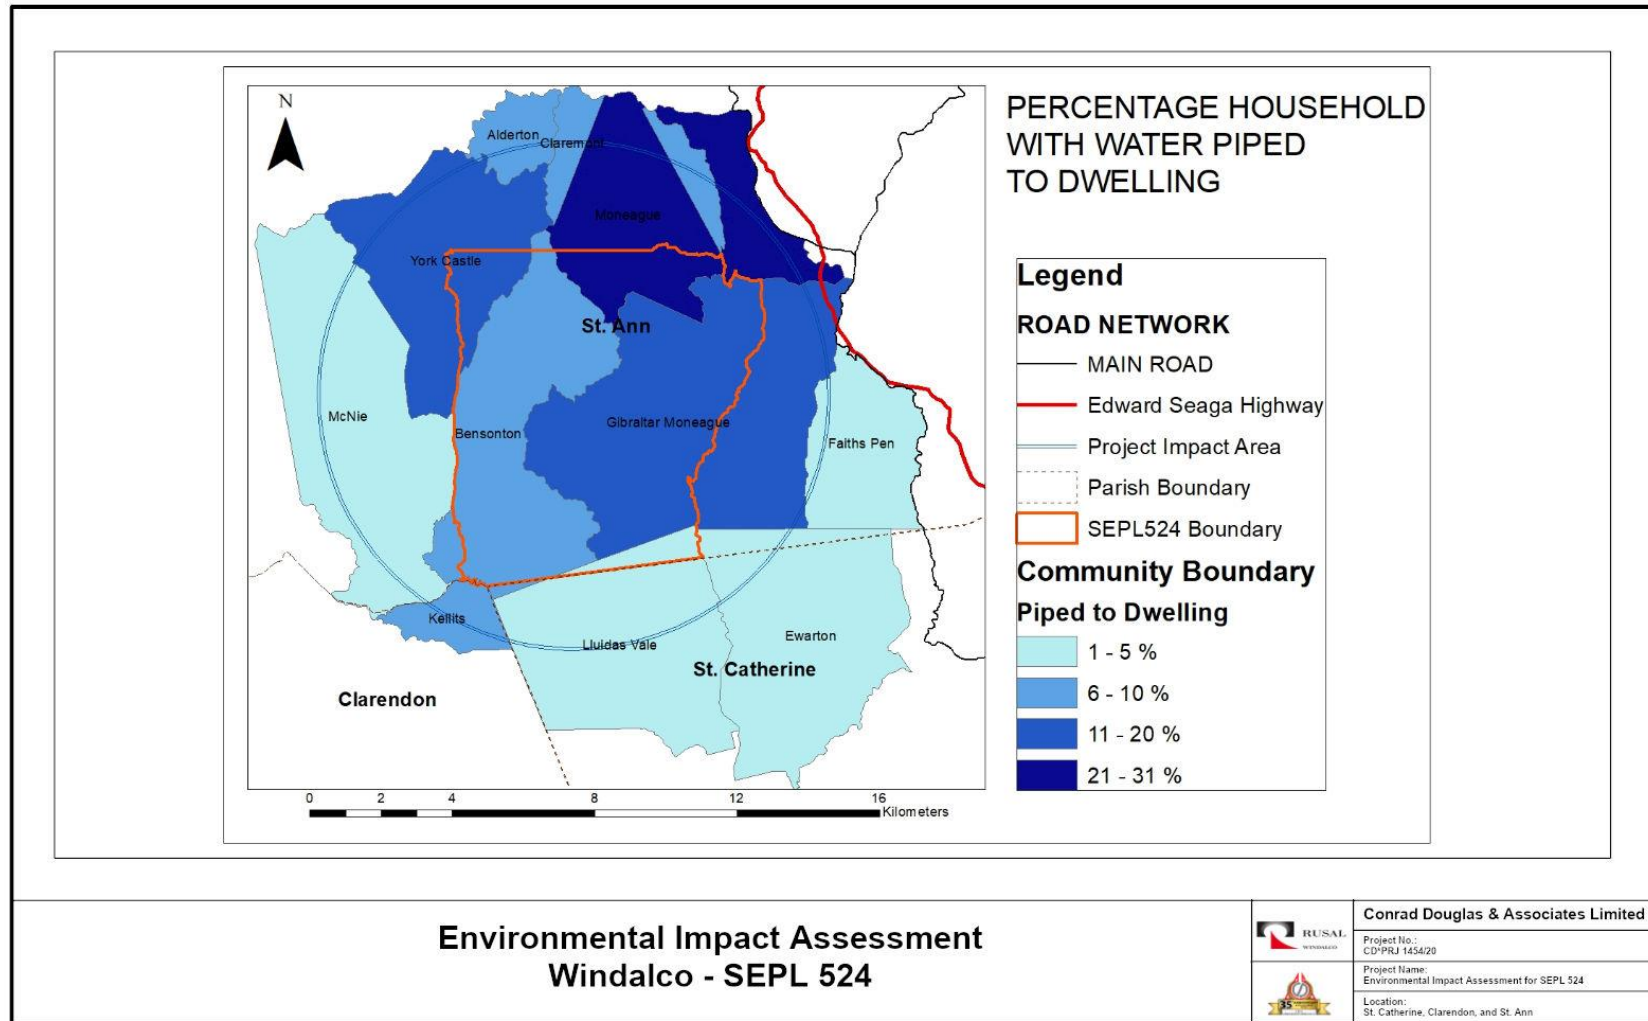 PERCENTAGE HOUSEHOLD
WITH WATER PIPED
TO DWELLING
N
Alderton
Claremont
Moneague
York Castle
St. Ann
McNie
Bensonton
Gibraltar Moneague
Faiths Pen
Kellits
Lluidas Vale
Ewarton
St. Catherine
Clarendon
0 2 4 8 12 16
Kilometers
Legend
ROAD NETWORK
MAIN ROAD
Edward Seaga Highway
Project Impact Area
Parish Boundary
SEPL524 Boundary
Community Boundary
Piped to Dwelling
1 - 5 %
6 - 10 %
11 - 20 %
21 - 31 %
Environmental Impact Assessment
Windalco - SEPL 524
RUSAL
WINDALCO
35
Conrad Douglas & Associates Limited
Project No.:
CD*PRJ 1454/20
Project Name:
Environmental Impact Assessment for SEPL 524
Location:
St. Catherine, Clarendon, and St. Ann